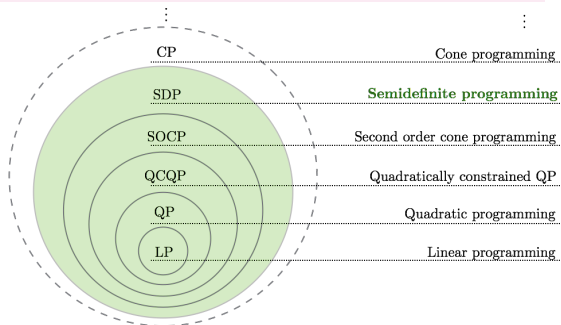 ⋮ ⋮
CP Cone programming
SDP Semidefinite programming
SOCP Second order cone programming
QCQP Quadratically constrained QP
QP Quadratic programming
LP Linear programming